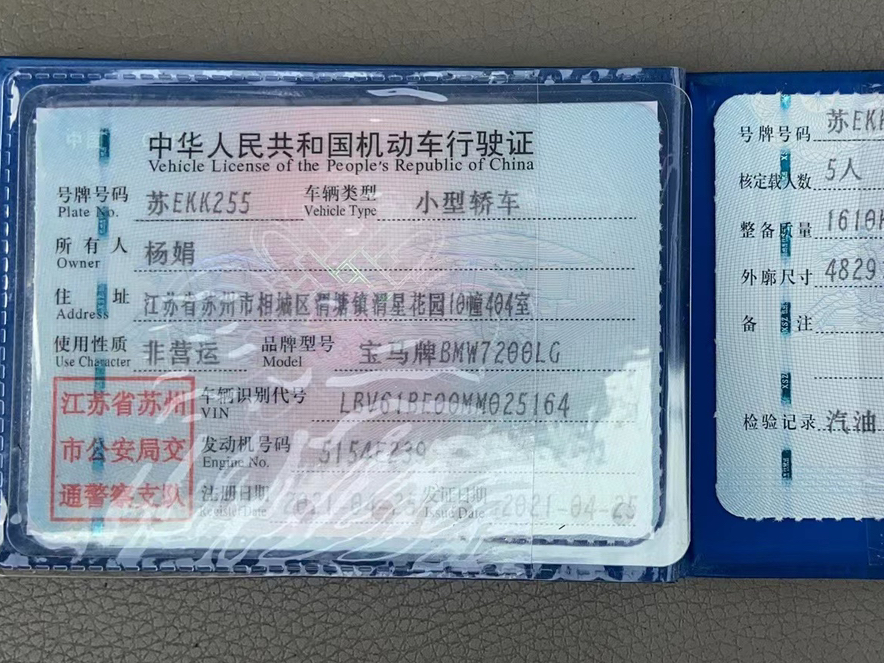 中华人民共和国机动车行驶证
Vehicle License of the People's Republic of China
号牌号码 苏EKK255 车辆类型 小型轿车
Plate No. Vehicle Type
所有人 杨娟
Owner
住址 江苏省苏州市相城区渭塘镇渭星花园10幢404室
Address
使用性质 非营运 品牌型号 宝马牌BMW7200LG
Use Character Model
江苏省苏州
市公安局交
通警察支队
车辆识别代号
VIN
发动机号码
Engine No.
注册日期 2021-04-25 发证日期 2021-04-25
Register Date Issue Date
号牌号码 苏EK
核定载人数 5人
整备质量 1610
外廓尺寸 4829
备注
检验记录 汽油